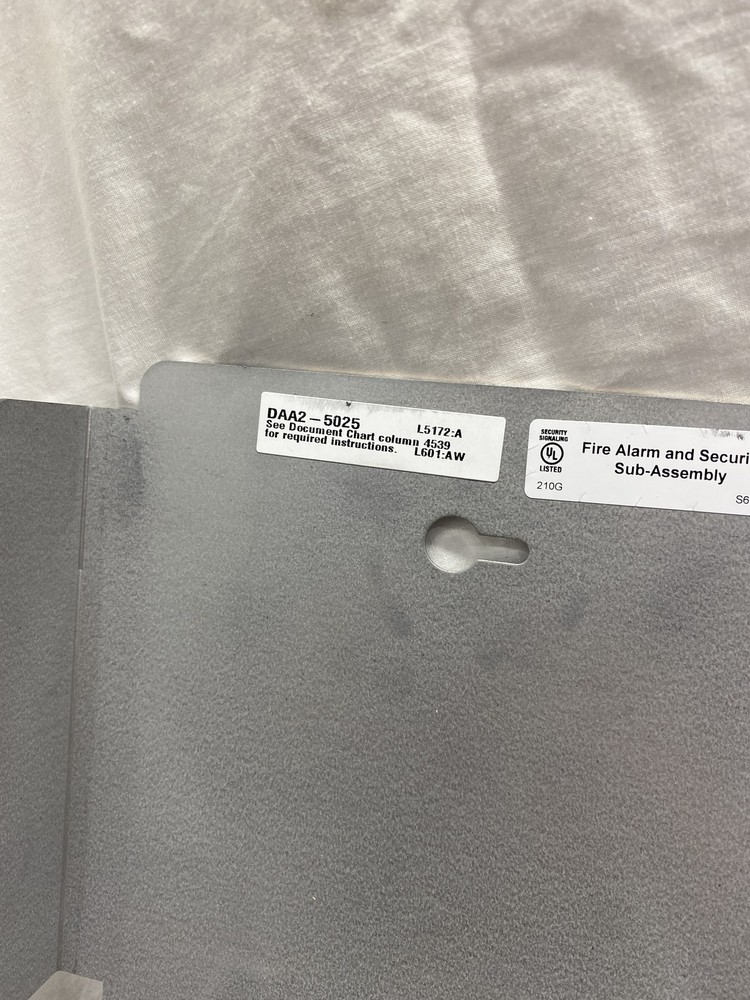 DAA2-5025 L5172:A
See Document Chart column 4539
for required instructions. L601:AW
SECURITY
SIGNALING
UL
LISTED
210G
Fire Alarm and Securi
Sub-Assembly
S6